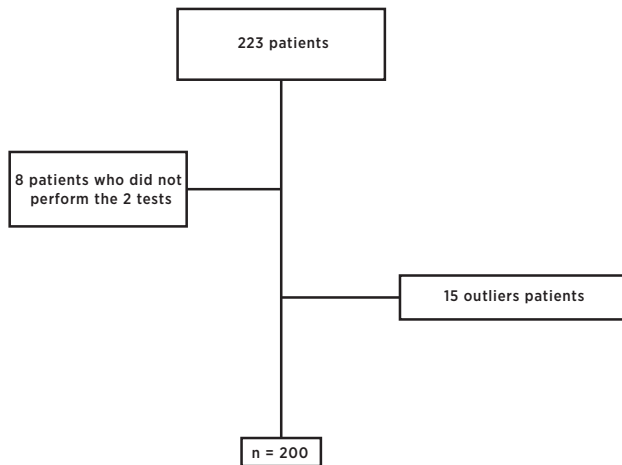 223 patients
8 patients who did not
perform the 2 tests
15 outliers patients
n = 200